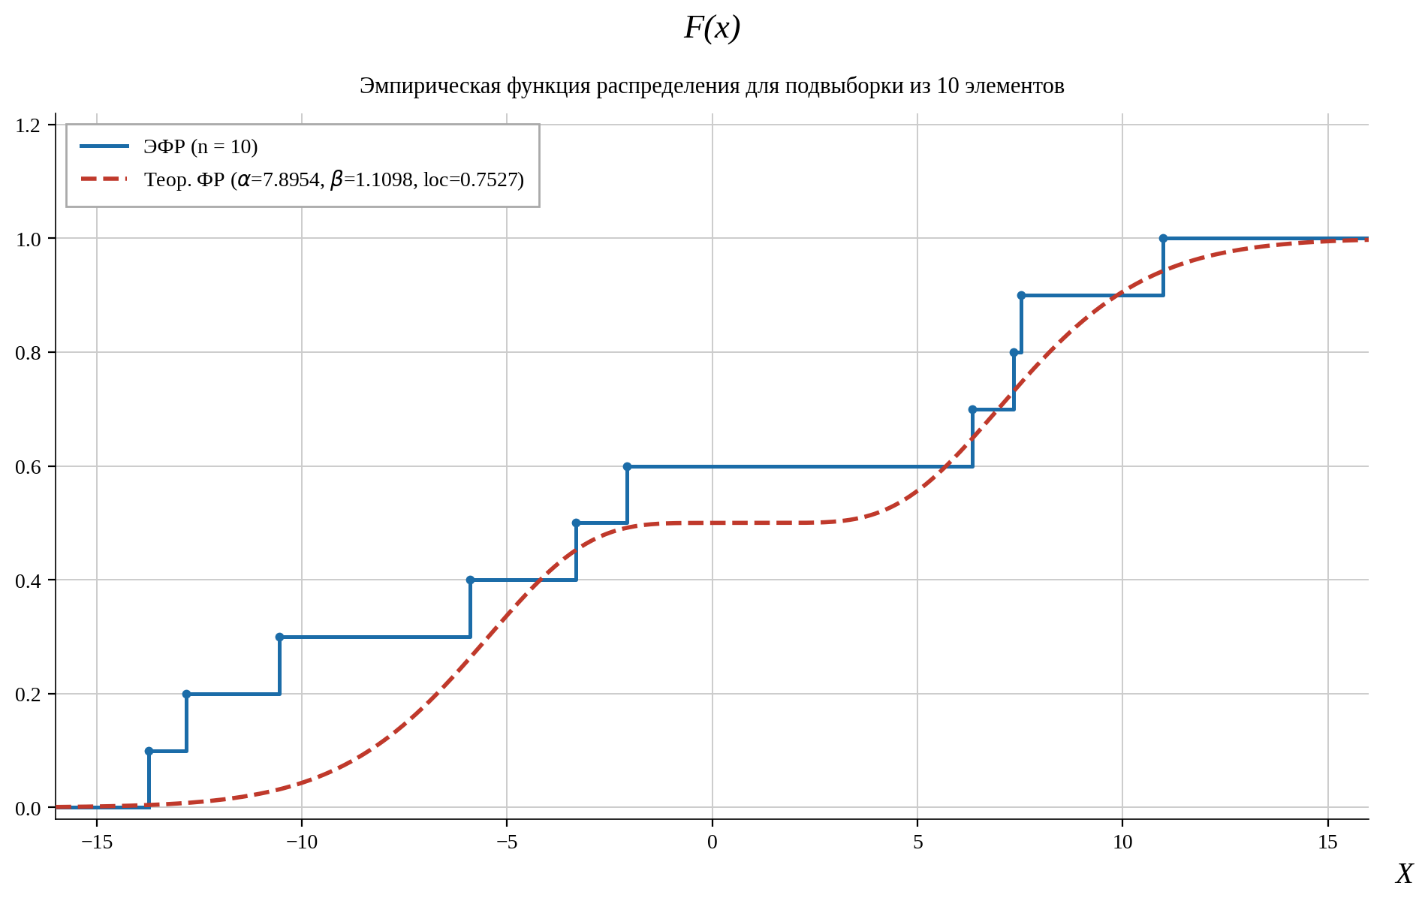 F(x)
Эмпирическая функция распределения для подвыборки из 10 элементов
ЭФР (n = 10)
Теор. ФР (α=7.8954, β=1.1098, loc=0.7527)
1.2
1.0
0.8
0.6
0.4
0.2
0.0
−15 −10 −5 0 5 10 15
X